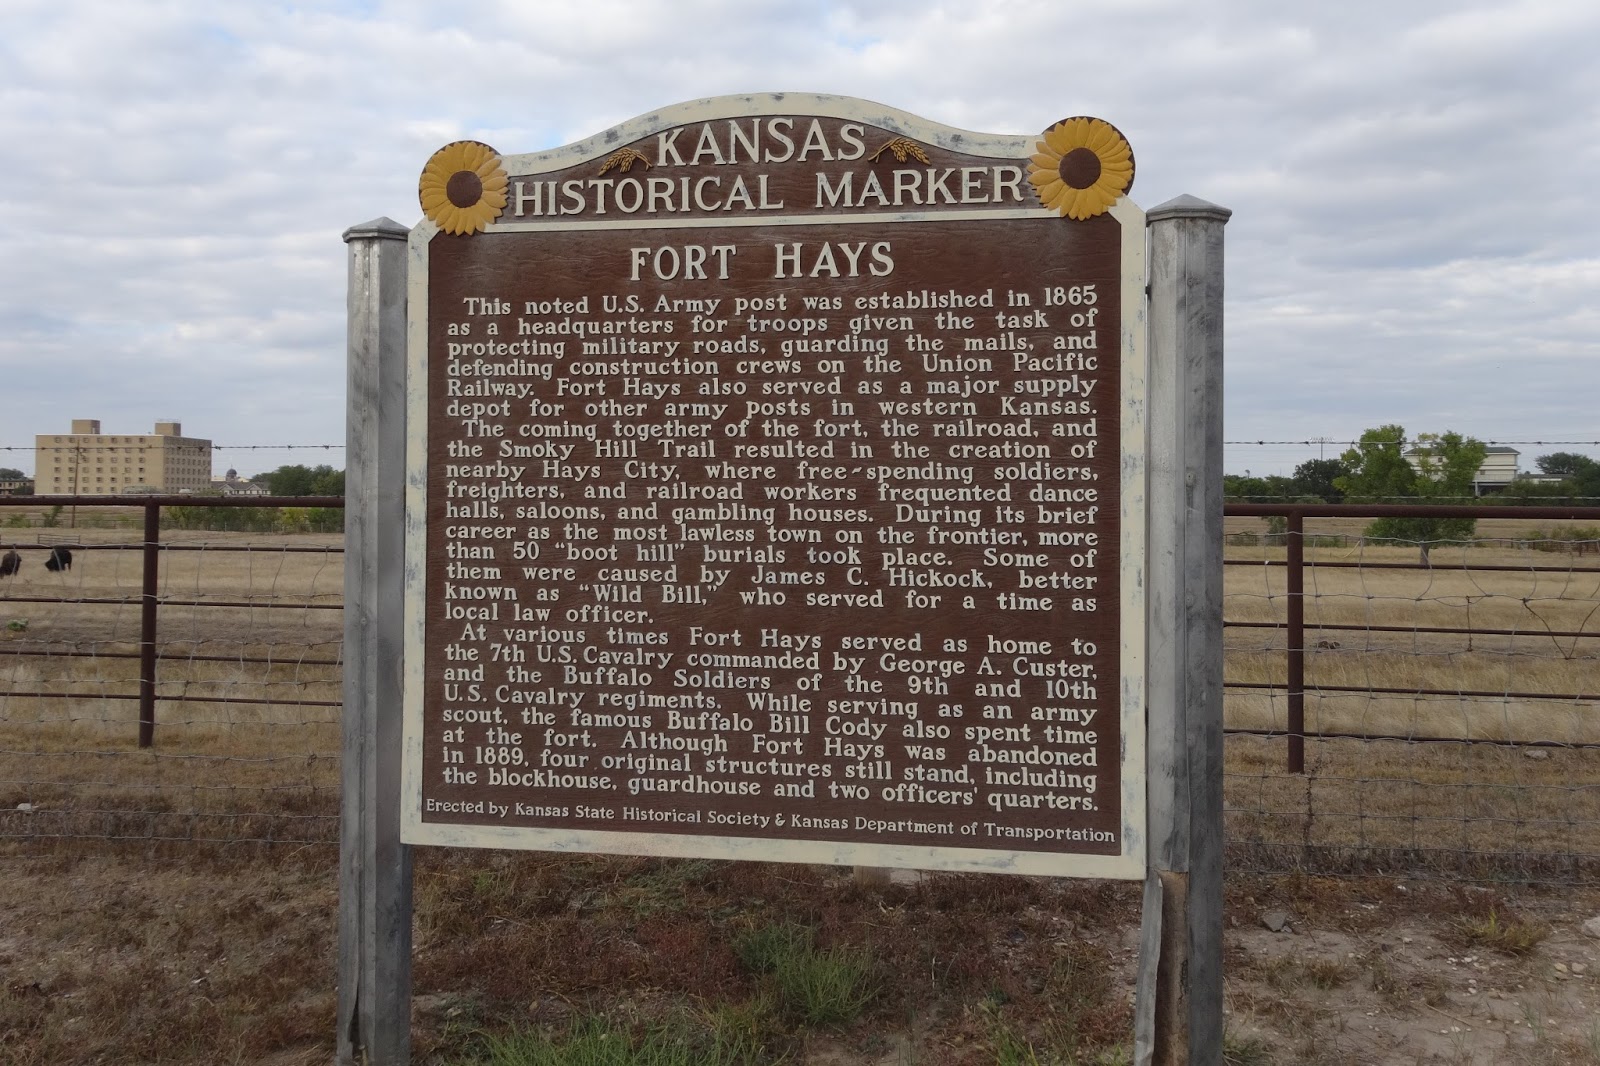 KANSAS
HISTORICAL MARKER
FORT HAYS
This noted U.S. Army post was established in 1865
as a headquarters for troops given the task of
protecting military roads, guarding the mails, and
defending construction crews on the Union Pacific
Railway. Fort Hays also served as a major supply
depot for other army posts in western Kansas.
The coming together of the fort, the railroad, and
the Smoky Hill Trail resulted in the creation of
nearby Hays City, where free-spending soldiers,
freighters, and railroad workers frequented dance
halls, saloons, and gambling houses. During its brief
career as the most lawless town on the frontier, more
than 50 "boot hill" burials took place. Some of
them were caused by James C. Hickock, better
known as "Wild Bill," who served for a time as
local law officer.
At various times Fort Hays served as home to
the 7th U.S. Cavalry commanded by George A. Custer,
and the Buffalo Soldiers of the 9th and 10th
U.S. Cavalry regiments. While serving as an army
scout, the famous Buffalo Bill Cody also spent time
at the fort. Although Fort Hays was abandoned
in 1889, four original structures still stand, including
the blockhouse, guardhouse and two officers' quarters.
Erected by Kansas State Historical Society & Kansas Department of Transportation